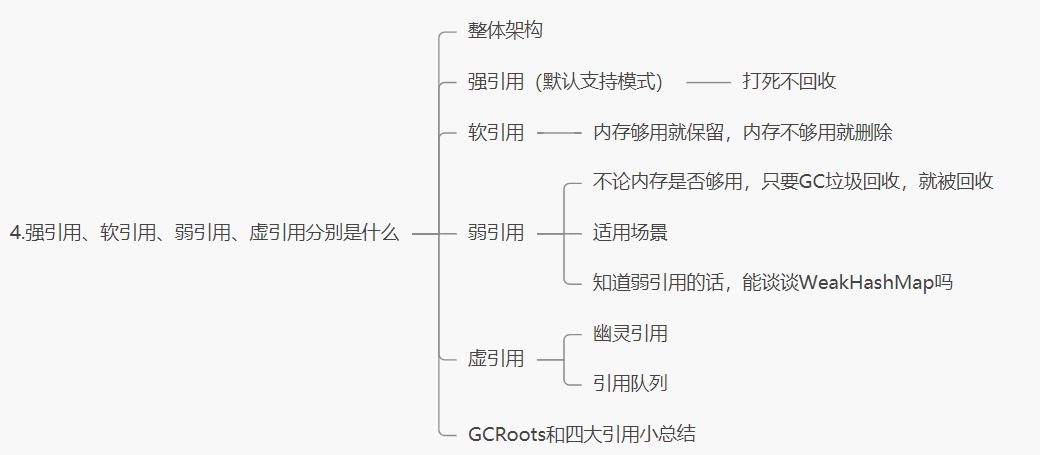 整体架构
强引用（默认支持模式）
打死不回收
软引用
内存够用就保留，内存不够用就删除
4.强引用、软引用、弱引用、虚引用分别是什么
弱引用
不论内存是否够用，只要GC垃圾回收，就被回收
适用场景
知道弱引用的话，能谈谈WeakHashMap吗
虚引用
幽灵引用
引用队列
GCRoots和四大引用小总结